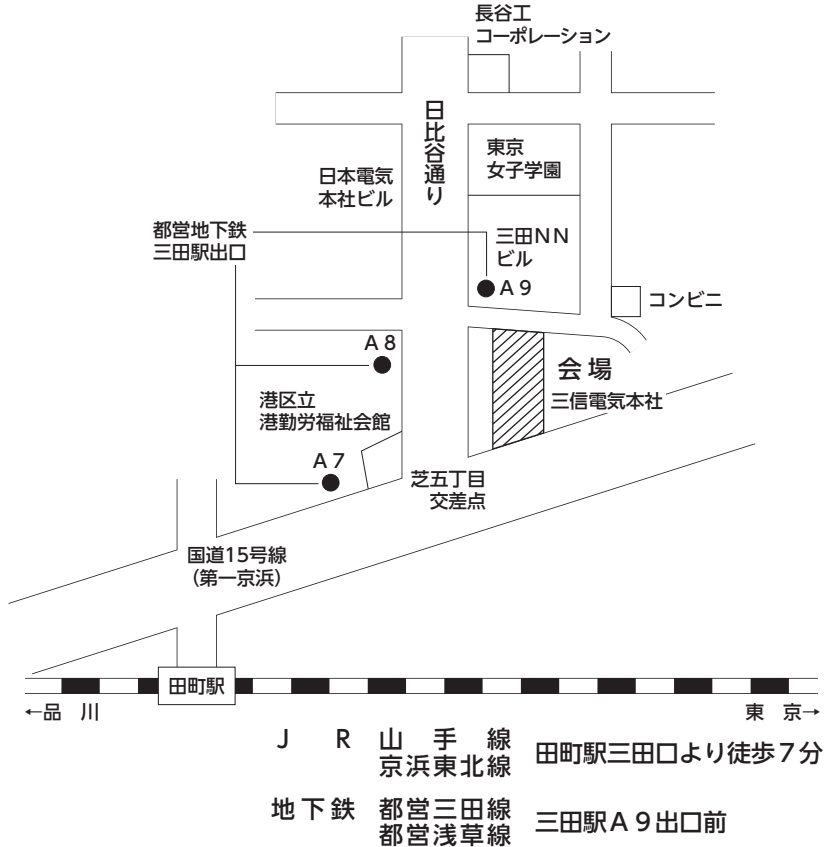 長谷工
コーポレーション
日比谷通り
東京
女子学園
日本電気
本社ビル
都営地下鉄
三田駅出口
三田NN
ビル
A9
コンビニ
A8
会場
三信電気本社
港区立
港勤労福祉会館
A7
芝五丁目
交差点
国道15号線
(第一京浜)
田町駅
←品 川
東 京→
J R 山手線
京浜東北線
田町駅三田口より徒歩7分
地下鉄 都営三田線
都営浅草線
三田駅A9出口前